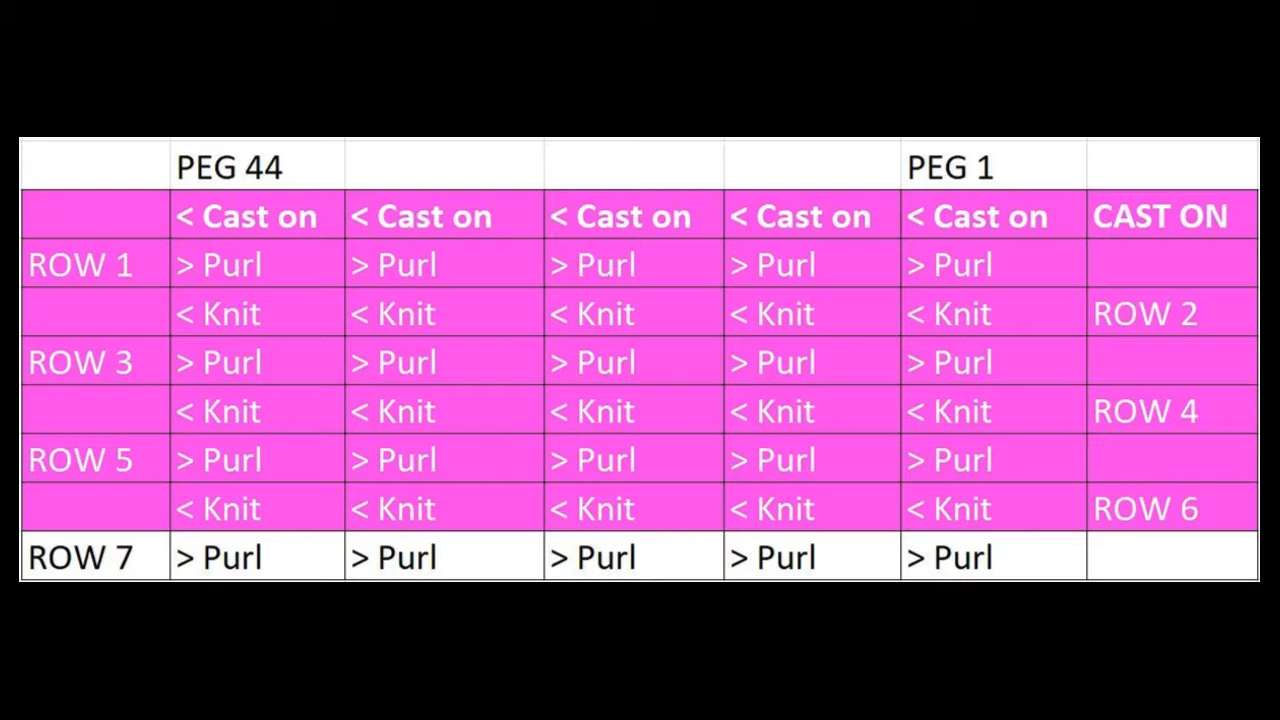 PEG 44 PEG 1
< Cast on < Cast on < Cast on < Cast on < Cast on CAST ON
ROW 1 > Purl > Purl > Purl > Purl > Purl
< Knit < Knit < Knit < Knit < Knit ROW 2
ROW 3 > Purl > Purl > Purl > Purl > Purl
< Knit < Knit < Knit < Knit < Knit ROW 4
ROW 5 > Purl > Purl > Purl > Purl > Purl
< Knit < Knit < Knit < Knit < Knit ROW 6
ROW 7 > Purl > Purl > Purl > Purl > Purl